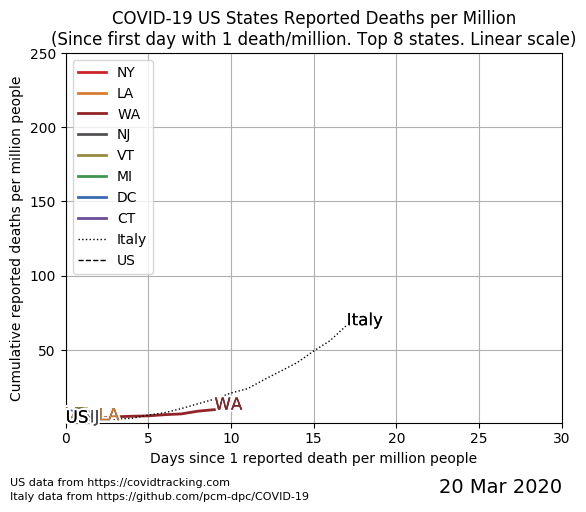 COVID-19 US States Reported Deaths per Million
(Since first day with 1 death/million. Top 8 states. Linear scale)
Cumulative reported deaths per million people
250
200
150
100
50
NY
LA
WA
NJ
VT
MI
DC
CT
Italy
US
Italy
WA
LA
US
0
5
10
15
20
25
30
Days since 1 reported death per million people
US data from https://covidtracking.com
Italy data from https://github.com/pcm-dpc/COVID-19
20 Mar 2020